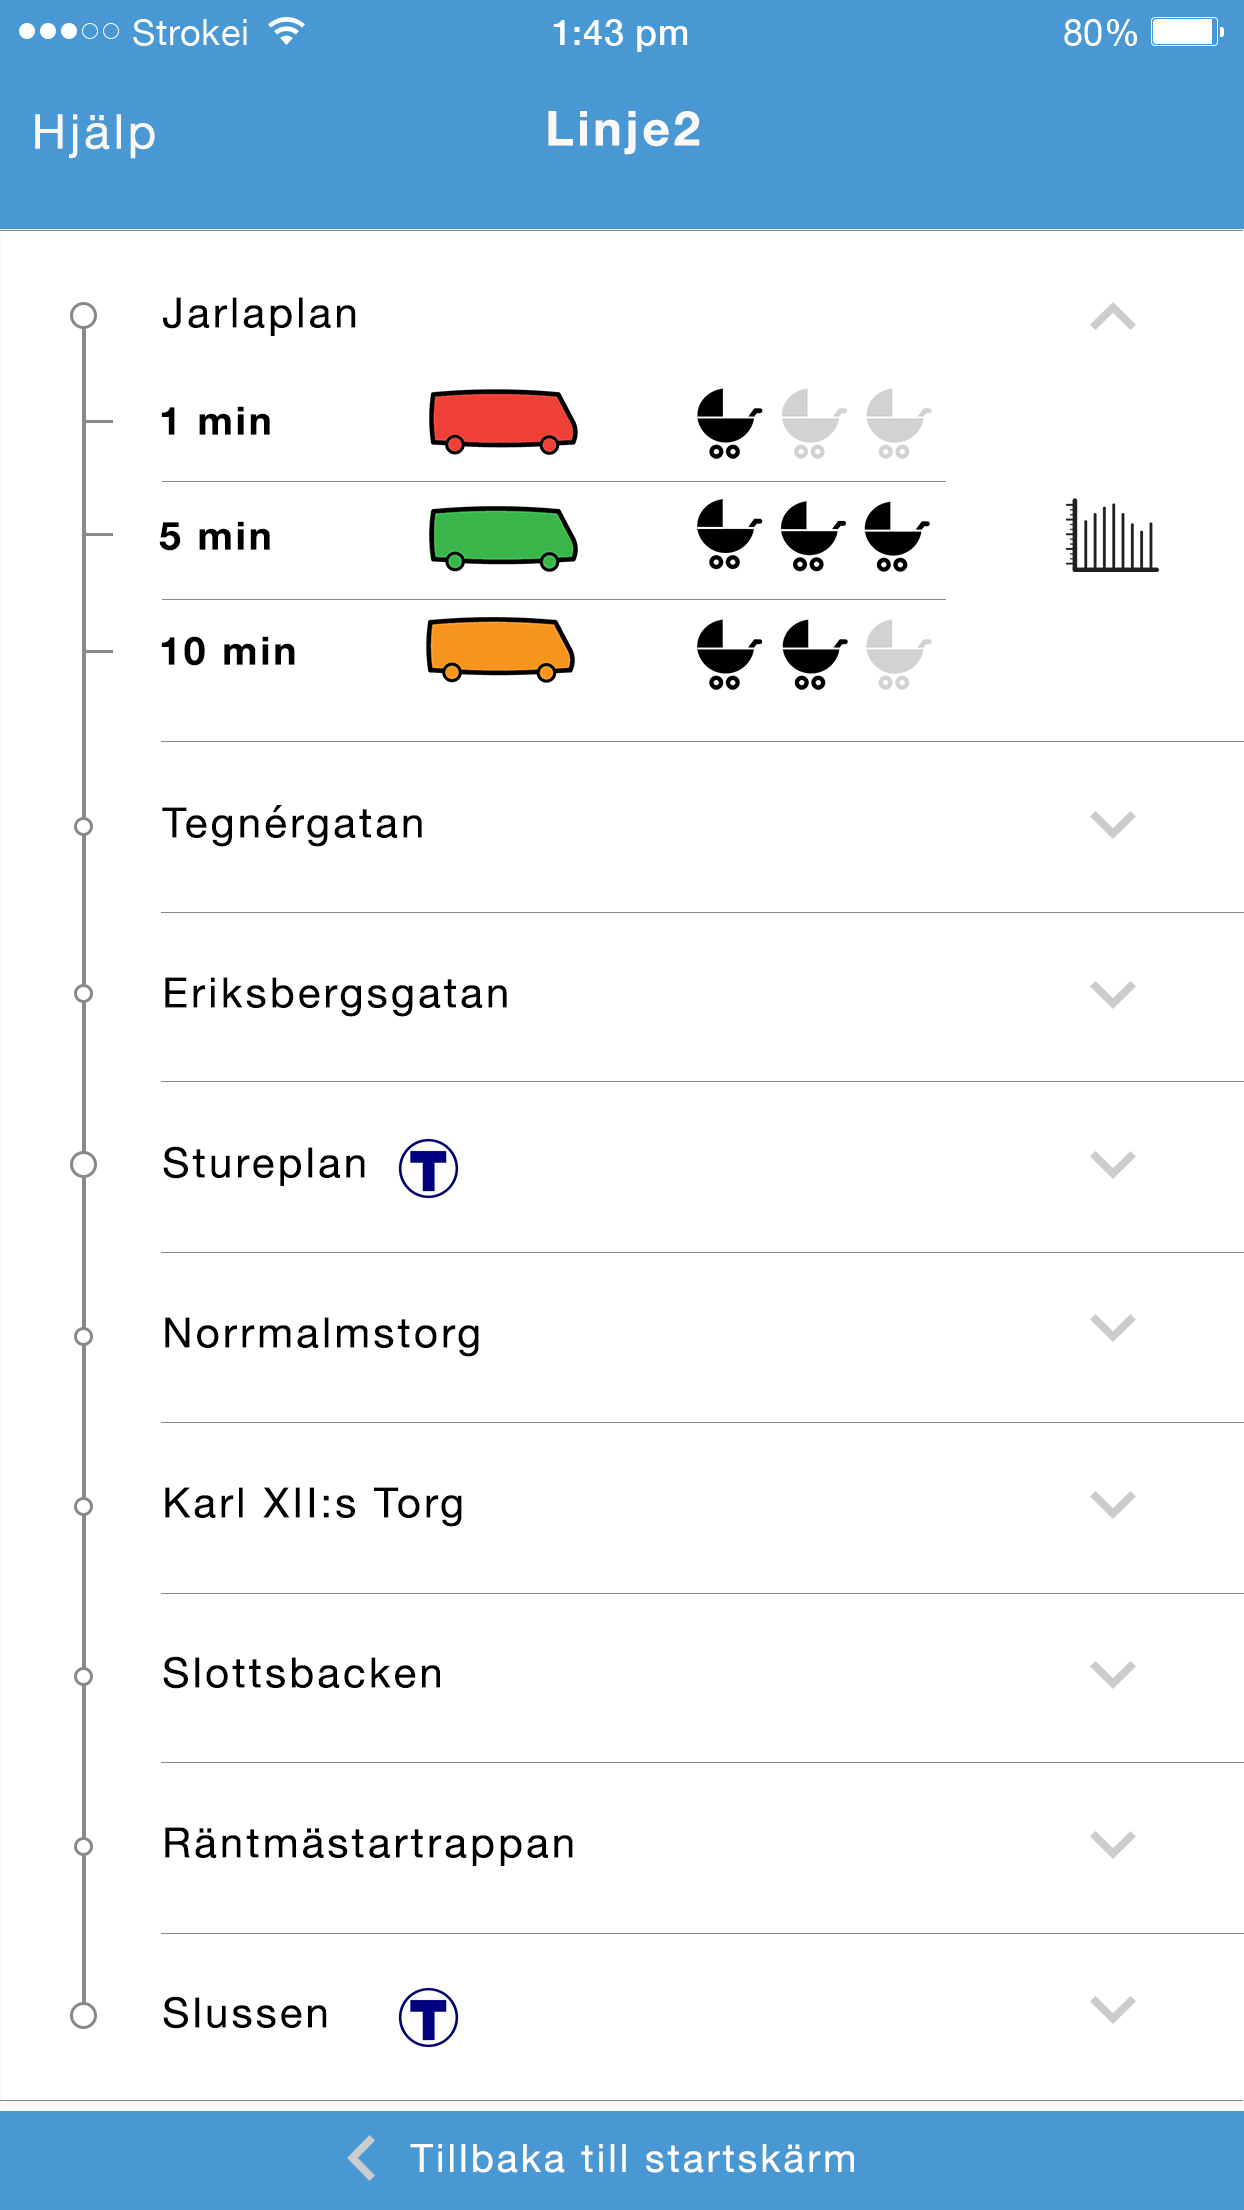 Strokei 1:43 pm 80%
Hjälp Linje2
Jarlaplan
1 min
5 min
10 min
Tegnérgatan
Eriksbergsgatan
Stureplan T
Norrmalmstorg
Karl XII:s Torg
Slottsbacken
Räntmästartrappan
Slussen T
Tillbaka till startskärm